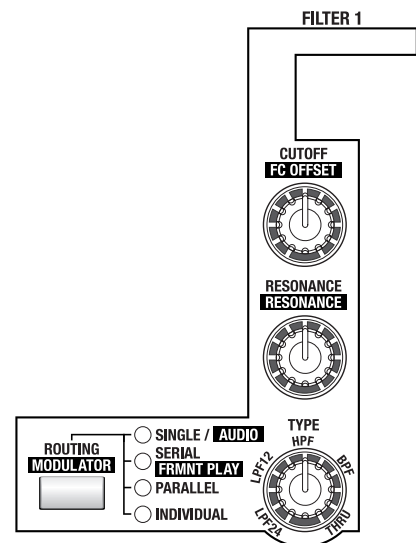 FILTER 1
CUTOFF
FC OFFSET
RESONANCE
RESONANCE
TYPE
HPF
LPF12
BPF
LPF24
THRU
ROUTING
MODULATOR
SINGLE / AUDIO
SERIAL
FRMNT PLAY
PARALLEL
INDIVIDUAL